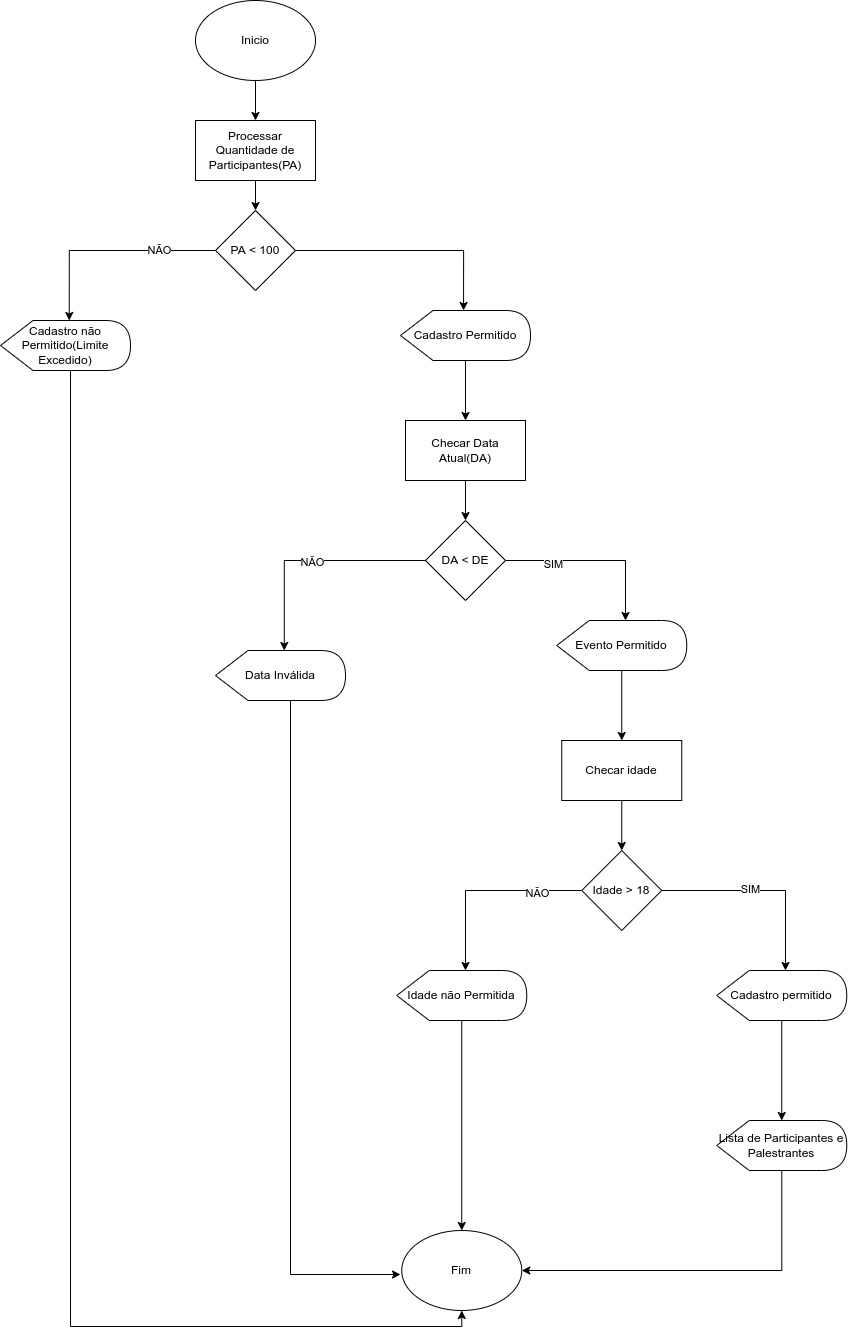 Inicio
Processar
Quantidade de
Participantes(PA)
PA < 100
NÃO
Cadastro não
Permitido(Limite
Excedido)
Cadastro Permitido
Checar Data
Atual(DA)
DA < DE
NÃO
SIM
Data Inválida
Evento Permitido
Checar idade
Idade > 18
NÃO
SIM
Idade não Permitida
Cadastro permitido
Lista de Participantes e
Palestrantes
Fim